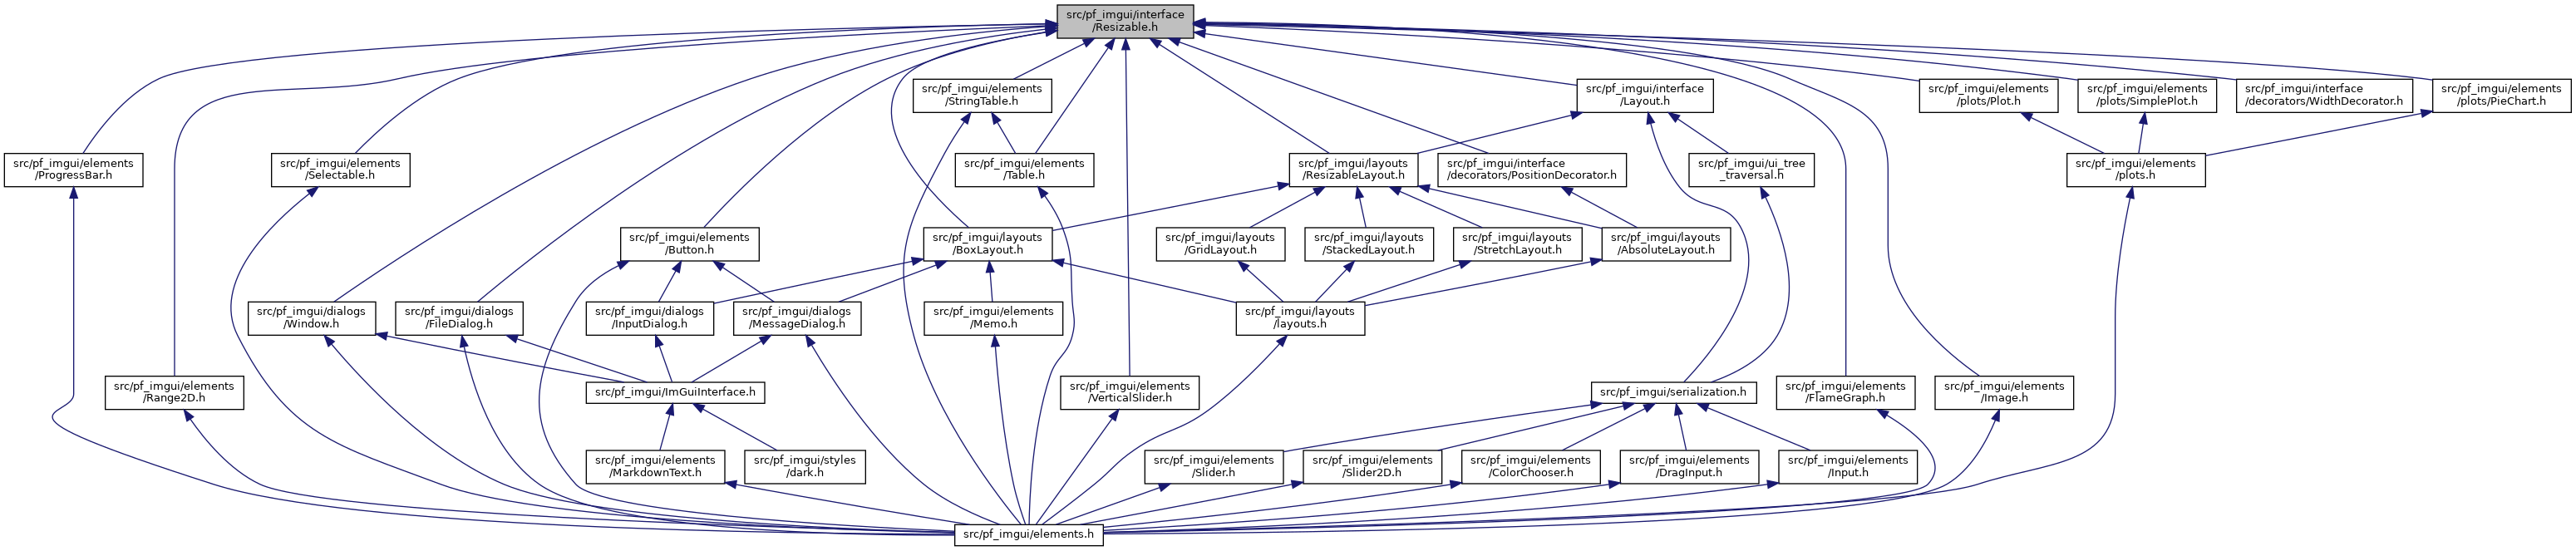 src/pf_imgui/interface
/Resizable.h
src/pf_imgui/elements
/StringTable.h
src/pf_imgui/interface
/Layout.h
src/pf_imgui/elements
/plots/Plot.h
src/pf_imgui/elements
/plots/SimplePlot.h
src/pf_imgui/interface
/decorators/WidthDecorator.h
src/pf_imgui/elements
/plots/PieChart.h
src/pf_imgui/elements
/ProgressBar.h
src/pf_imgui/elements
/Selectable.h
src/pf_imgui/elements
/Table.h
src/pf_imgui/layouts
/ResizableLayout.h
src/pf_imgui/interface
/decorators/PositionDecorator.h
src/pf_imgui/ui_tree
_traversal.h
src/pf_imgui/elements
/plots.h
src/pf_imgui/elements
/Button.h
src/pf_imgui/layouts
/BoxLayout.h
src/pf_imgui/layouts
/GridLayout.h
src/pf_imgui/layouts
/StackedLayout.h
src/pf_imgui/layouts
/StretchLayout.h
src/pf_imgui/layouts
/AbsoluteLayout.h
src/pf_imgui/dialogs
/Window.h
src/pf_imgui/dialogs
/FileDialog.h
src/pf_imgui/dialogs
/InputDialog.h
src/pf_imgui/dialogs
/MessageDialog.h
src/pf_imgui/elements
/Memo.h
src/pf_imgui/layouts
/layouts.h
src/pf_imgui/elements
/Range2D.h
src/pf_imgui/ImGuiInterface.h
src/pf_imgui/elements
/VerticalSlider.h
src/pf_imgui/serialization.h
src/pf_imgui/elements
/FlameGraph.h
src/pf_imgui/elements
/Image.h
src/pf_imgui/elements
/MarkdownText.h
src/pf_imgui/styles
/dark.h
src/pf_imgui/elements
/Slider.h
src/pf_imgui/elements
/Slider2D.h
src/pf_imgui/elements
/ColorChooser.h
src/pf_imgui/elements
/DragInput.h
src/pf_imgui/elements
/Input.h
src/pf_imgui/elements.h